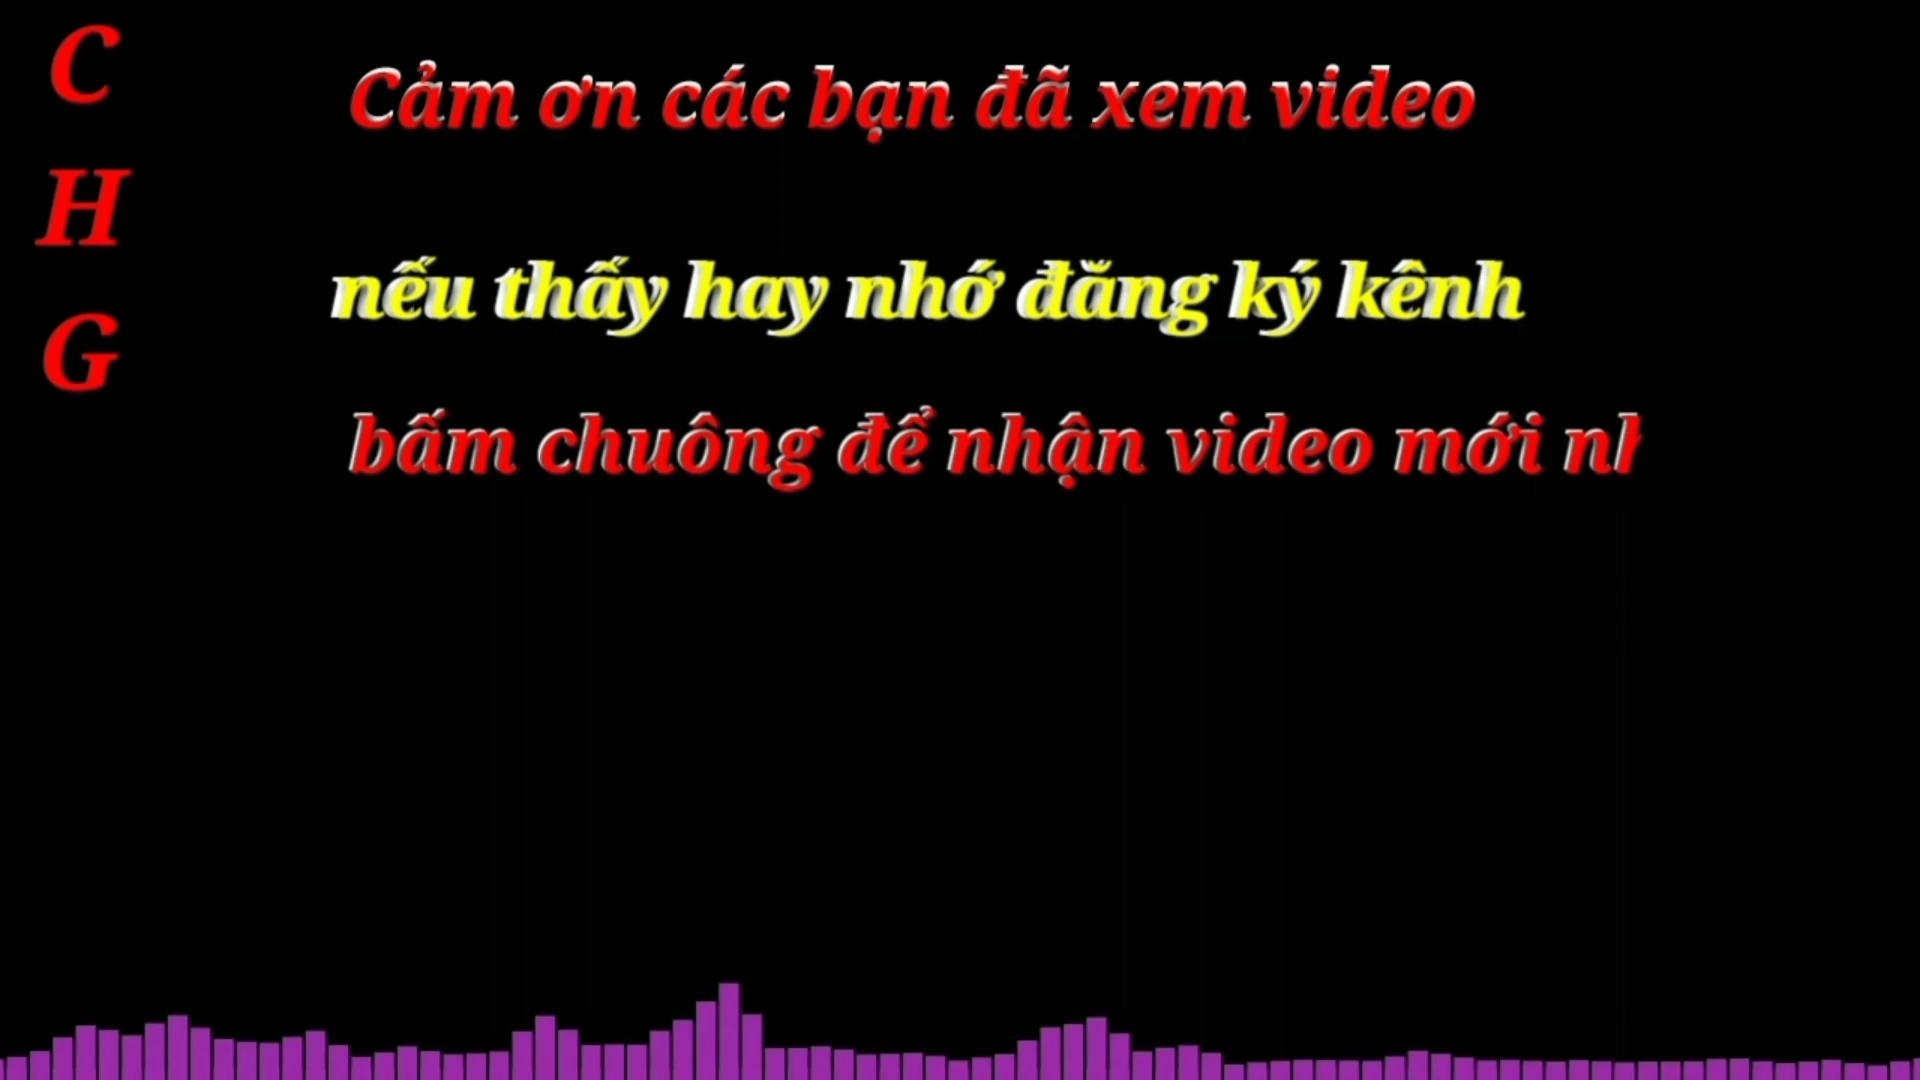 C
H
G
Cảm ơn các bạn đã xem video
nếu thấy hay nhớ đăng ký kênh
bấm chuông để nhận video mới